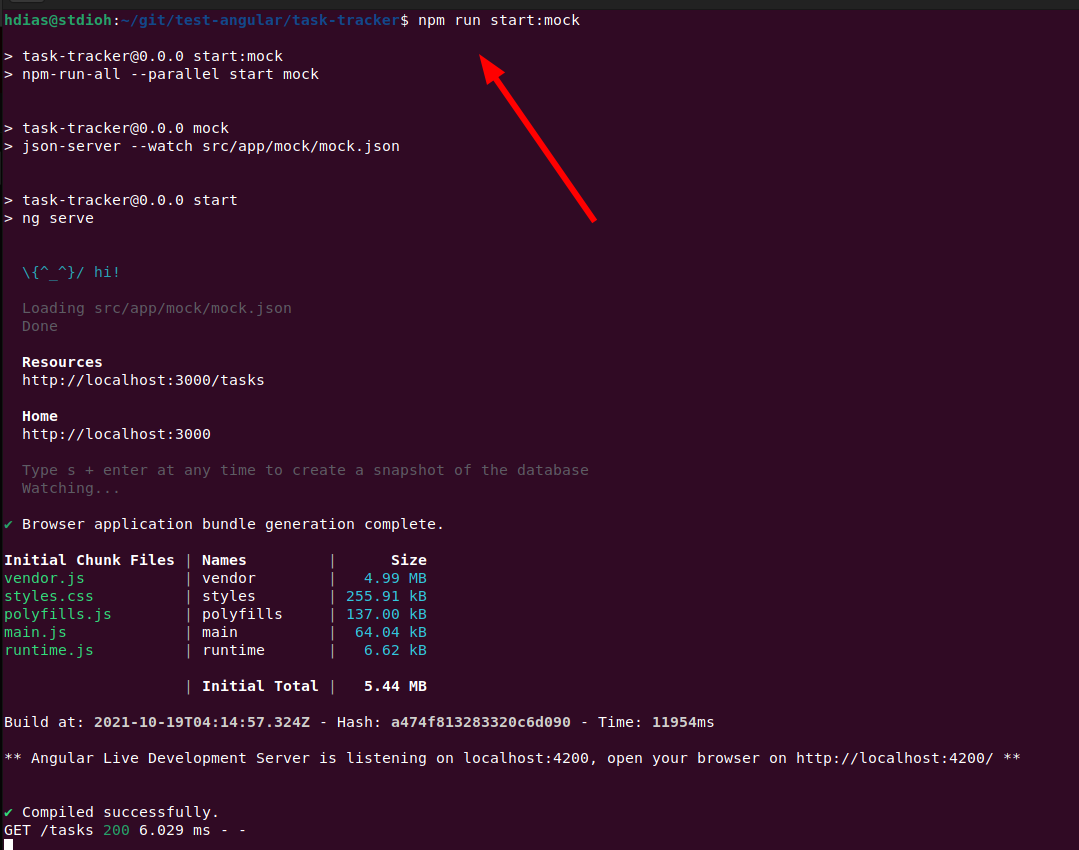 hdias@stdioh:~/git/test-angular/task-tracker$ npm run start:mock
> task-tracker@0.0.0 start:mock
> npm-run-all --parallel start mock
> task-tracker@0.0.0 mock
> json-server --watch src/app/mock/mock.json
> task-tracker@0.0.0 start
> ng serve
\{^_^}/ hi!
Loading src/app/mock/mock.json
Done
Resources
http://localhost:3000/tasks
Home
http://localhost:3000
Type s + enter at any time to create a snapshot of the database
Watching...
✔ Browser application bundle generation complete.
Initial Chunk Files | Names         |      Size
vendor.js           | vendor        |   4.99 MB
styles.css          | styles        | 255.91 kB
polyfills.js        | polyfills     | 137.00 kB
main.js             | main          |  64.04 kB
runtime.js          | runtime       |   6.62 kB
| Initial Total |   5.44 MB
Build at: 2021-10-19T04:14:57.324Z - Hash: a474f813283320c6d090 - Time: 11954ms
** Angular Live Development Server is listening on localhost:4200, open your browser on http://localhost:4200/ **
✔ Compiled successfully.
GET /tasks 200 6.029 ms - -